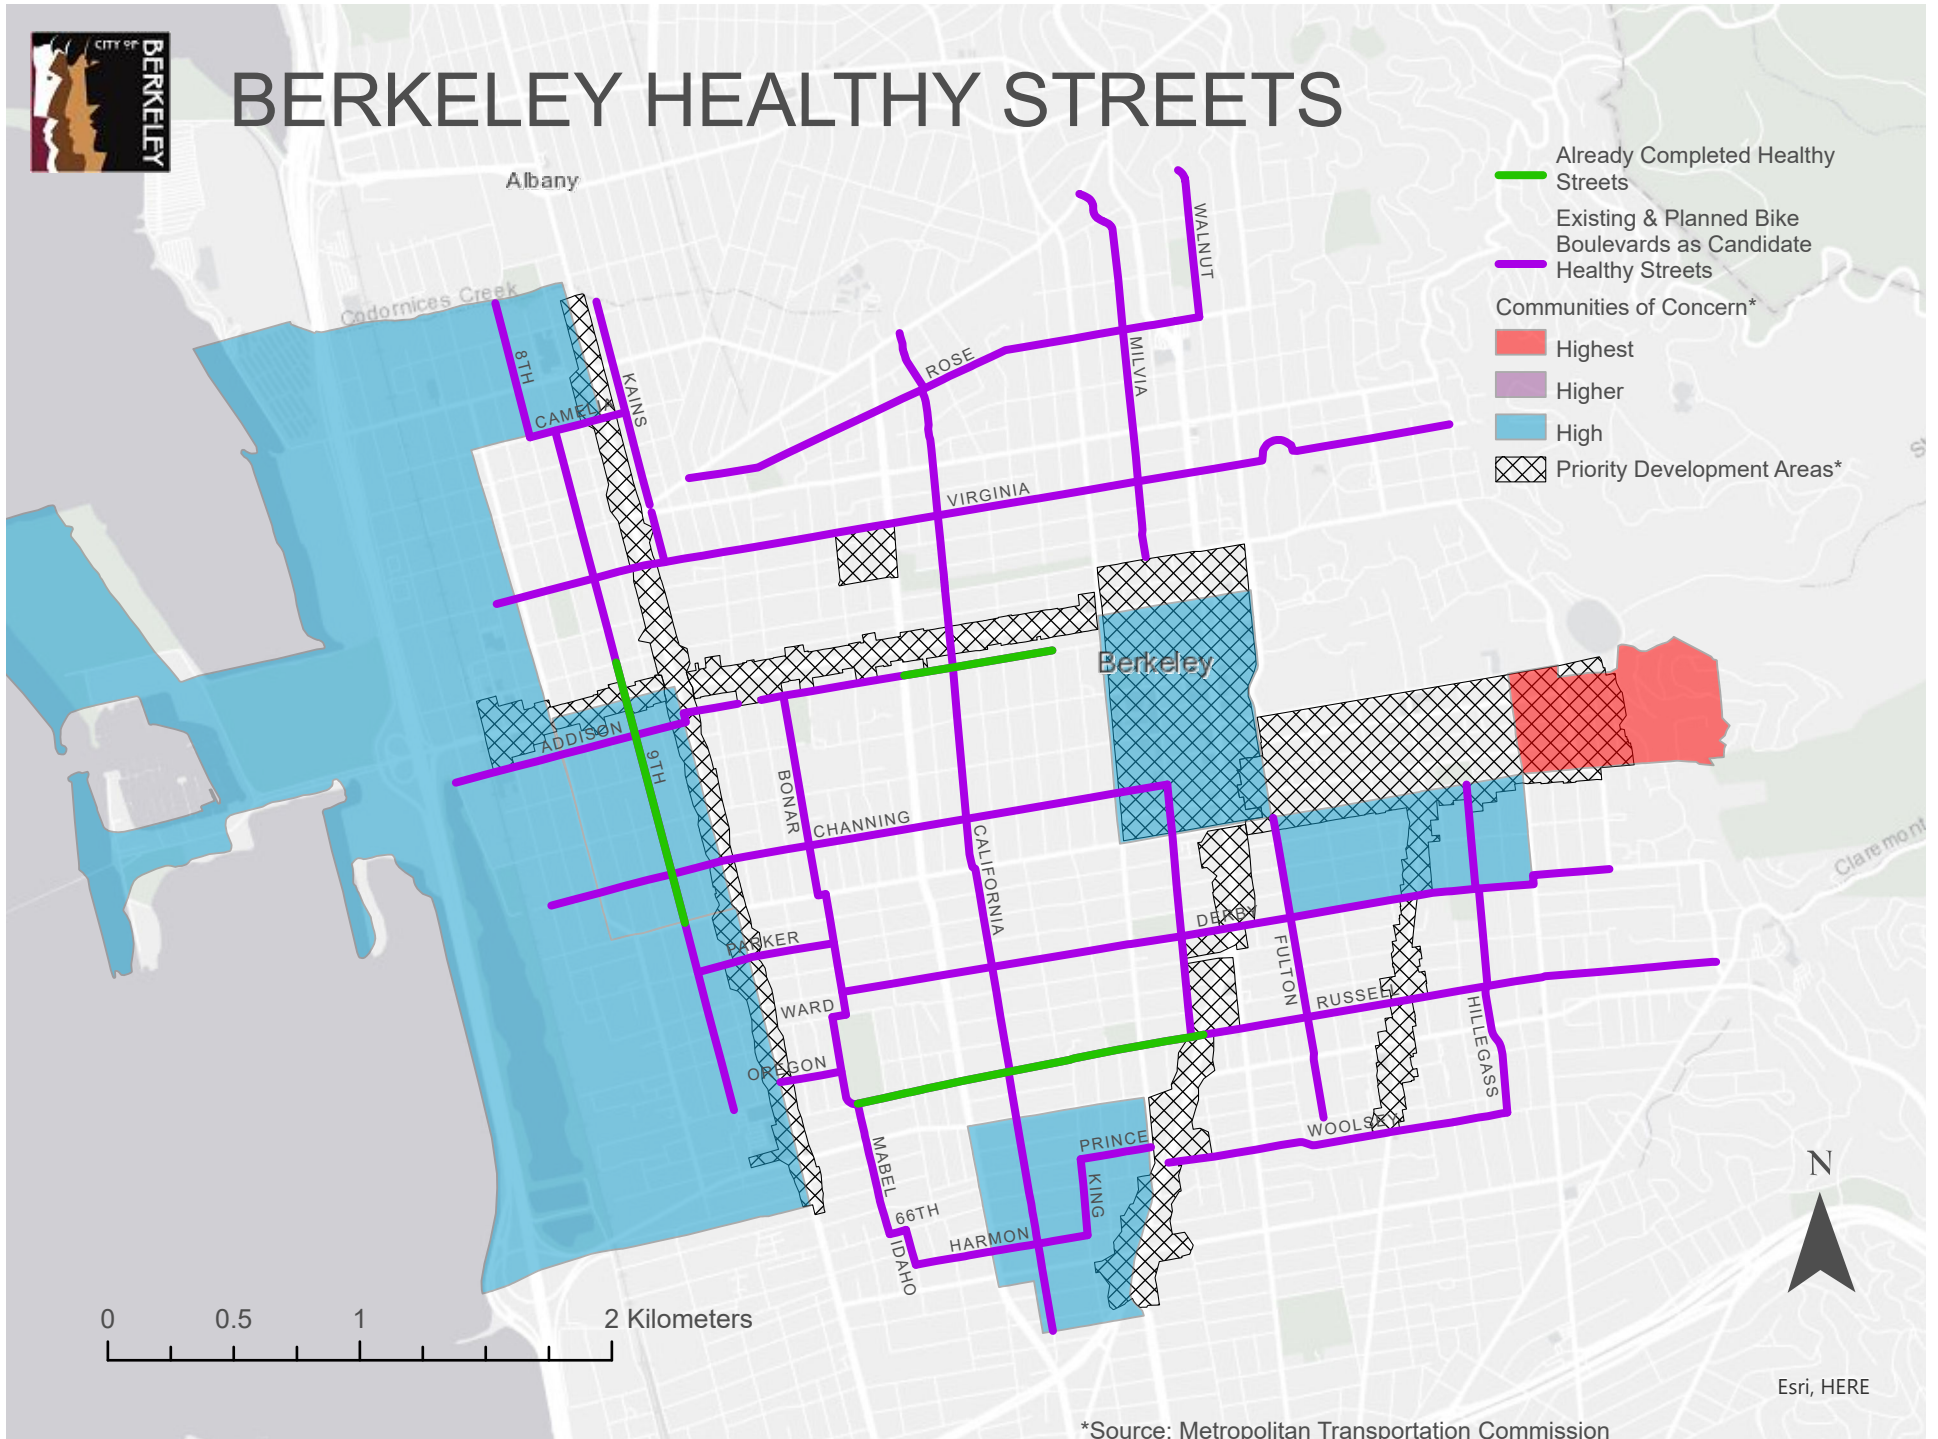 CITY OF
BERKELEY
BERKELEY HEALTHY STREETS
Already Completed Healthy
Streets
Existing & Planned Bike
Boulevards as Candidate
Healthy Streets
Communities of Concern*
Highest
Higher
High
Priority Development Areas*
Albany
Codornices Creek
WALNUT
8TH
KAINS
CAMELIA
ROSE
MILVIA
VIRGINIA
Berkeley
ADDISON
9TH
BONAR
CHANNING
CALIFORNIA
Claremont
PARKER
DERBY
FULTON
WARD
RUSSELL
HILLEGASS
OREGON
MABEL
PRINCE
WOOLSEY
KING
66TH
HARMON
IDAHO
N
0 0.5 1 2 Kilometers
Esri, HERE
*Source: Metropolitan Transportation Commission